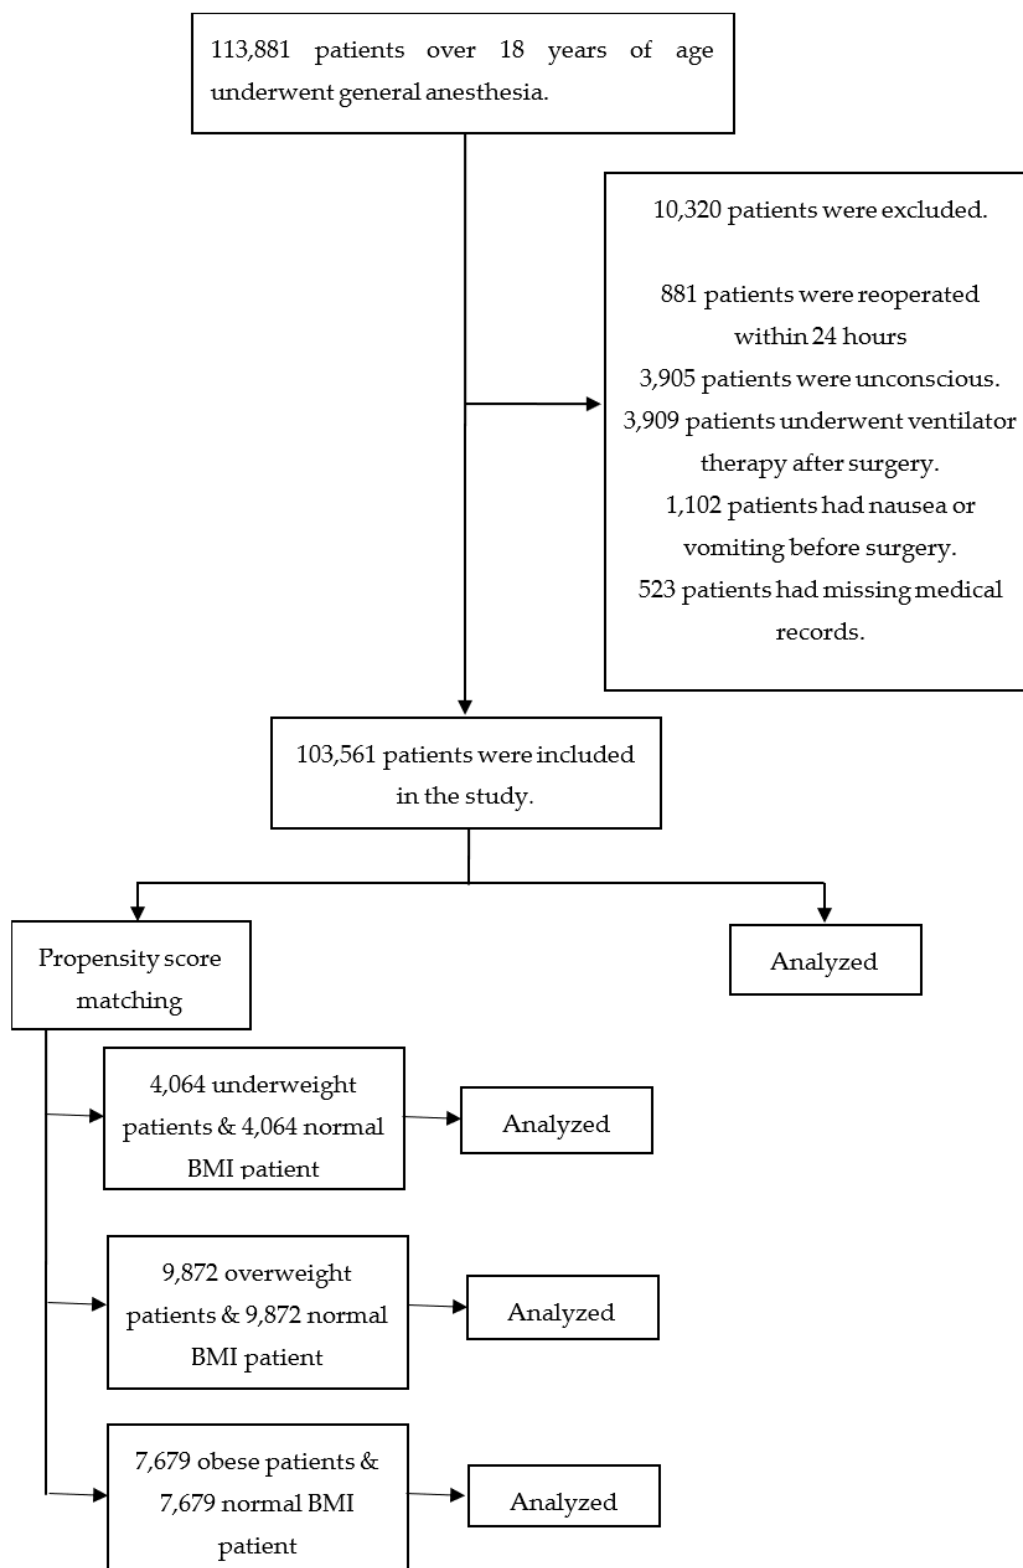 113,881 patients over 18 years of age
underwent general anesthesia.
10,320 patients were excluded.
881 patients were reoperated
within 24 hours
3,905 patients were unconscious.
3,909 patients underwent ventilator
therapy after surgery.
1,102 patients had nausea or
vomiting before surgery.
523 patients had missing medical
records.
103,561 patients were included
in the study.
Propensity score
matching
Analyzed
4,064 underweight
patients & 4,064 normal
BMI patient
Analyzed
9,872 overweight
patients & 9,872 normal
BMI patient
Analyzed
7,679 obese patients &
7,679 normal BMI
patient
Analyzed